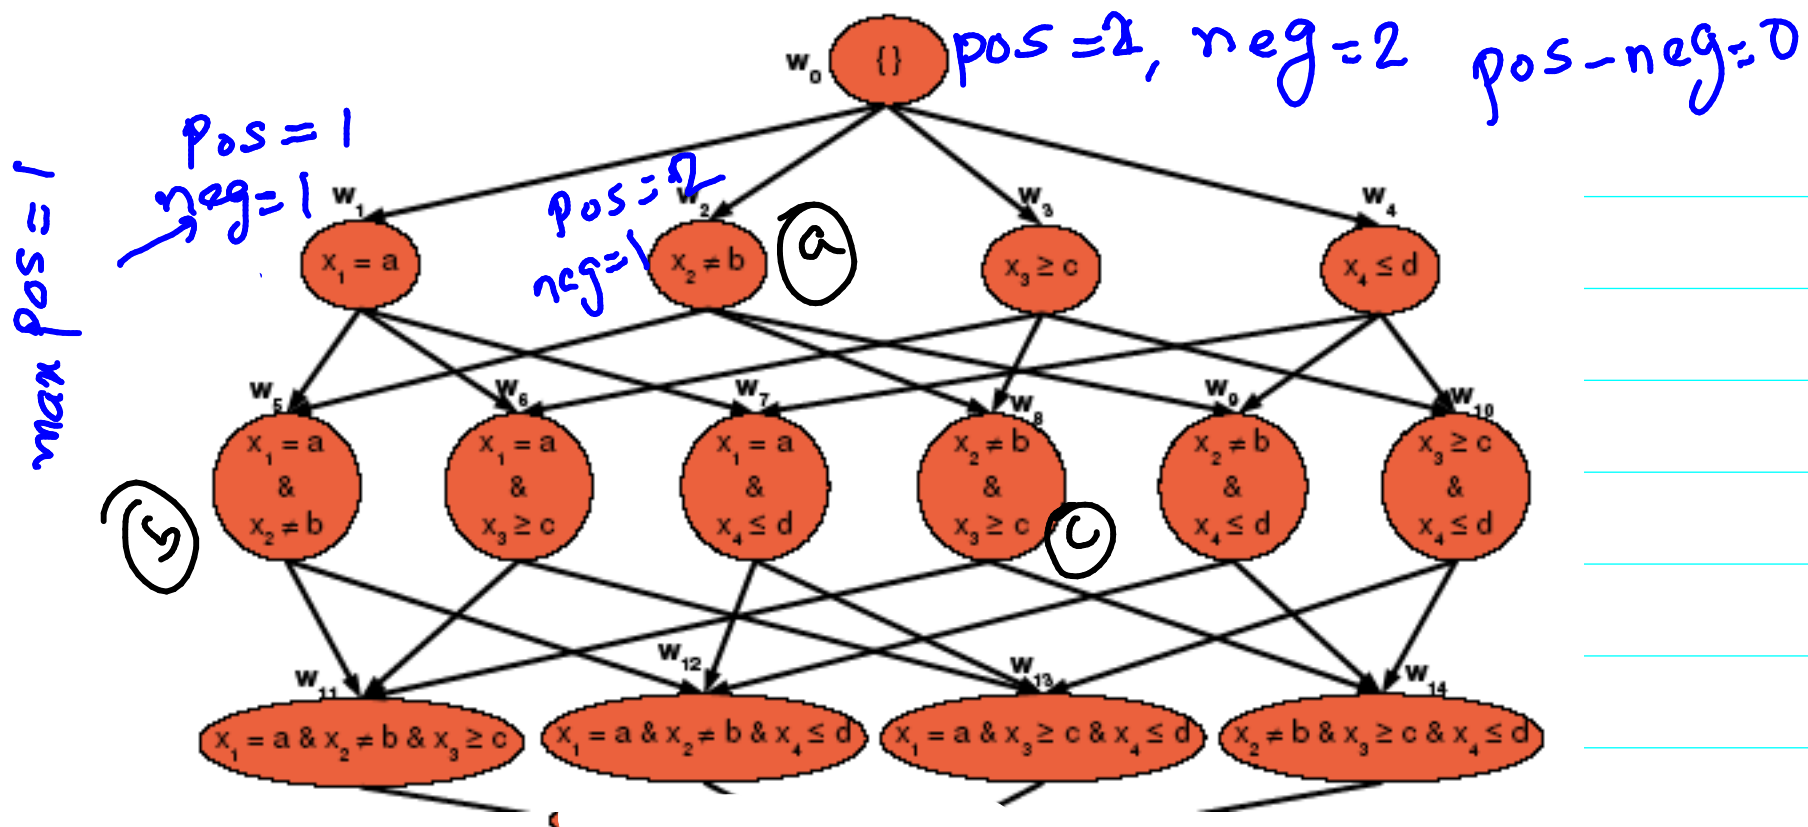 {}
w0
pos = 2, neg = 2
pos - neg = 0
pos = 1
neg = 1
max pos = 1
w1
pos = 2
neg = 1
w2
w3
w4
x1 = a
x2 ≠ b
a
x3 ≥ c
x4 ≤ d
w5
w6
w7
w8
w9
w10
x1 = a
&
x2 ≠ b
x1 = a
&
x3 ≥ c
x1 = a
&
x4 ≤ d
x2 ≠ b
&
x3 ≥ c
x2 ≠ b
&
x4 ≤ d
x3 ≥ c
&
x4 ≤ d
b
c
w11
w12
w13
w14
x1 = a & x2 ≠ b & x3 ≥ c
x1 = a & x2 ≠ b & x4 ≤ d
x1 = a & x3 ≥ c & x4 ≤ d
x2 ≠ b & x3 ≥ c & x4 ≤ d